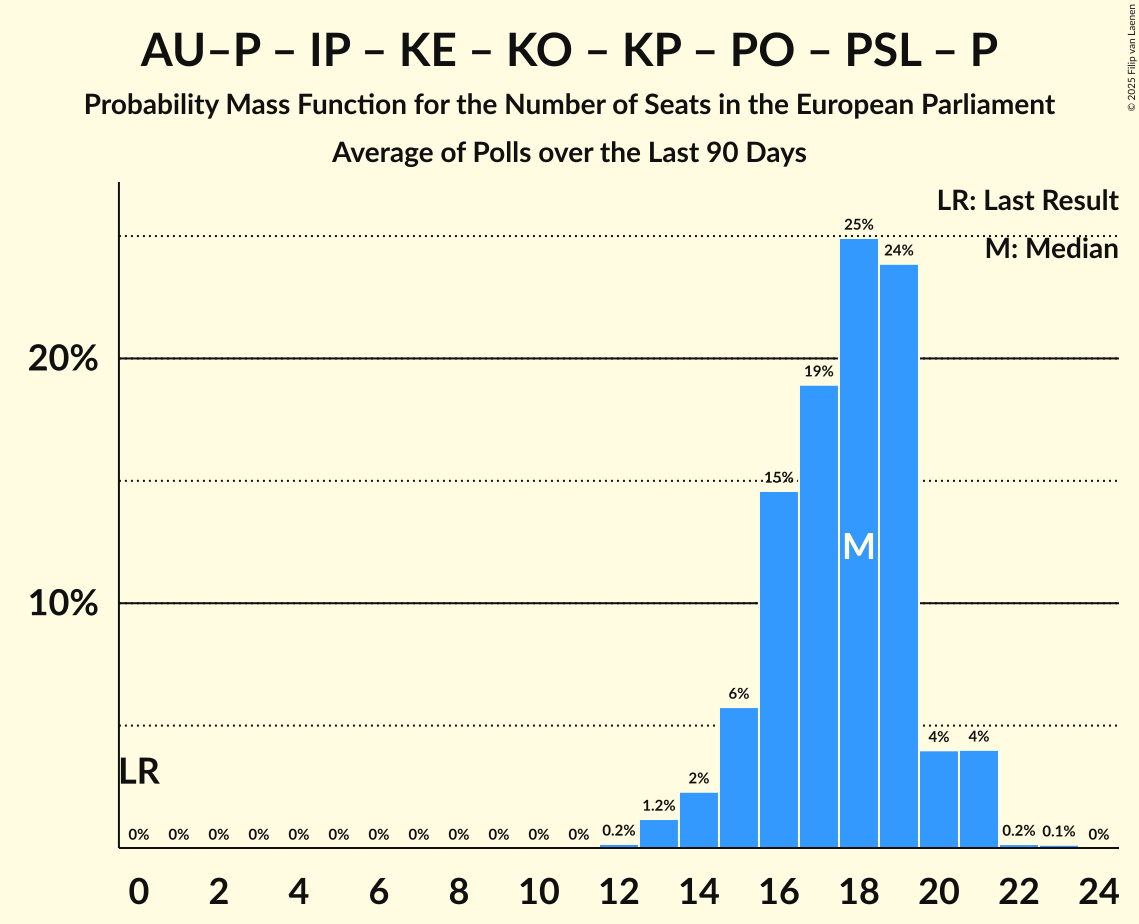 AU–P – IP – KE – KO – KP – PO – PSL – P
Probability Mass Function for the Number of Seats in the European Parliament
Average of Polls over the Last 90 Days
© 2025 Filip van Laenen
LR: Last Result
M: Median
25%
24%
20%
19%
15%
M
10%
6%
4% 4%
LR
2%
1.2%
0% 0% 0% 0% 0% 0% 0% 0% 0% 0% 0% 0% 0.2% 0.2% 0.1% 0%
0 2 4 6 8 10 12 14 16 18 20 22 24